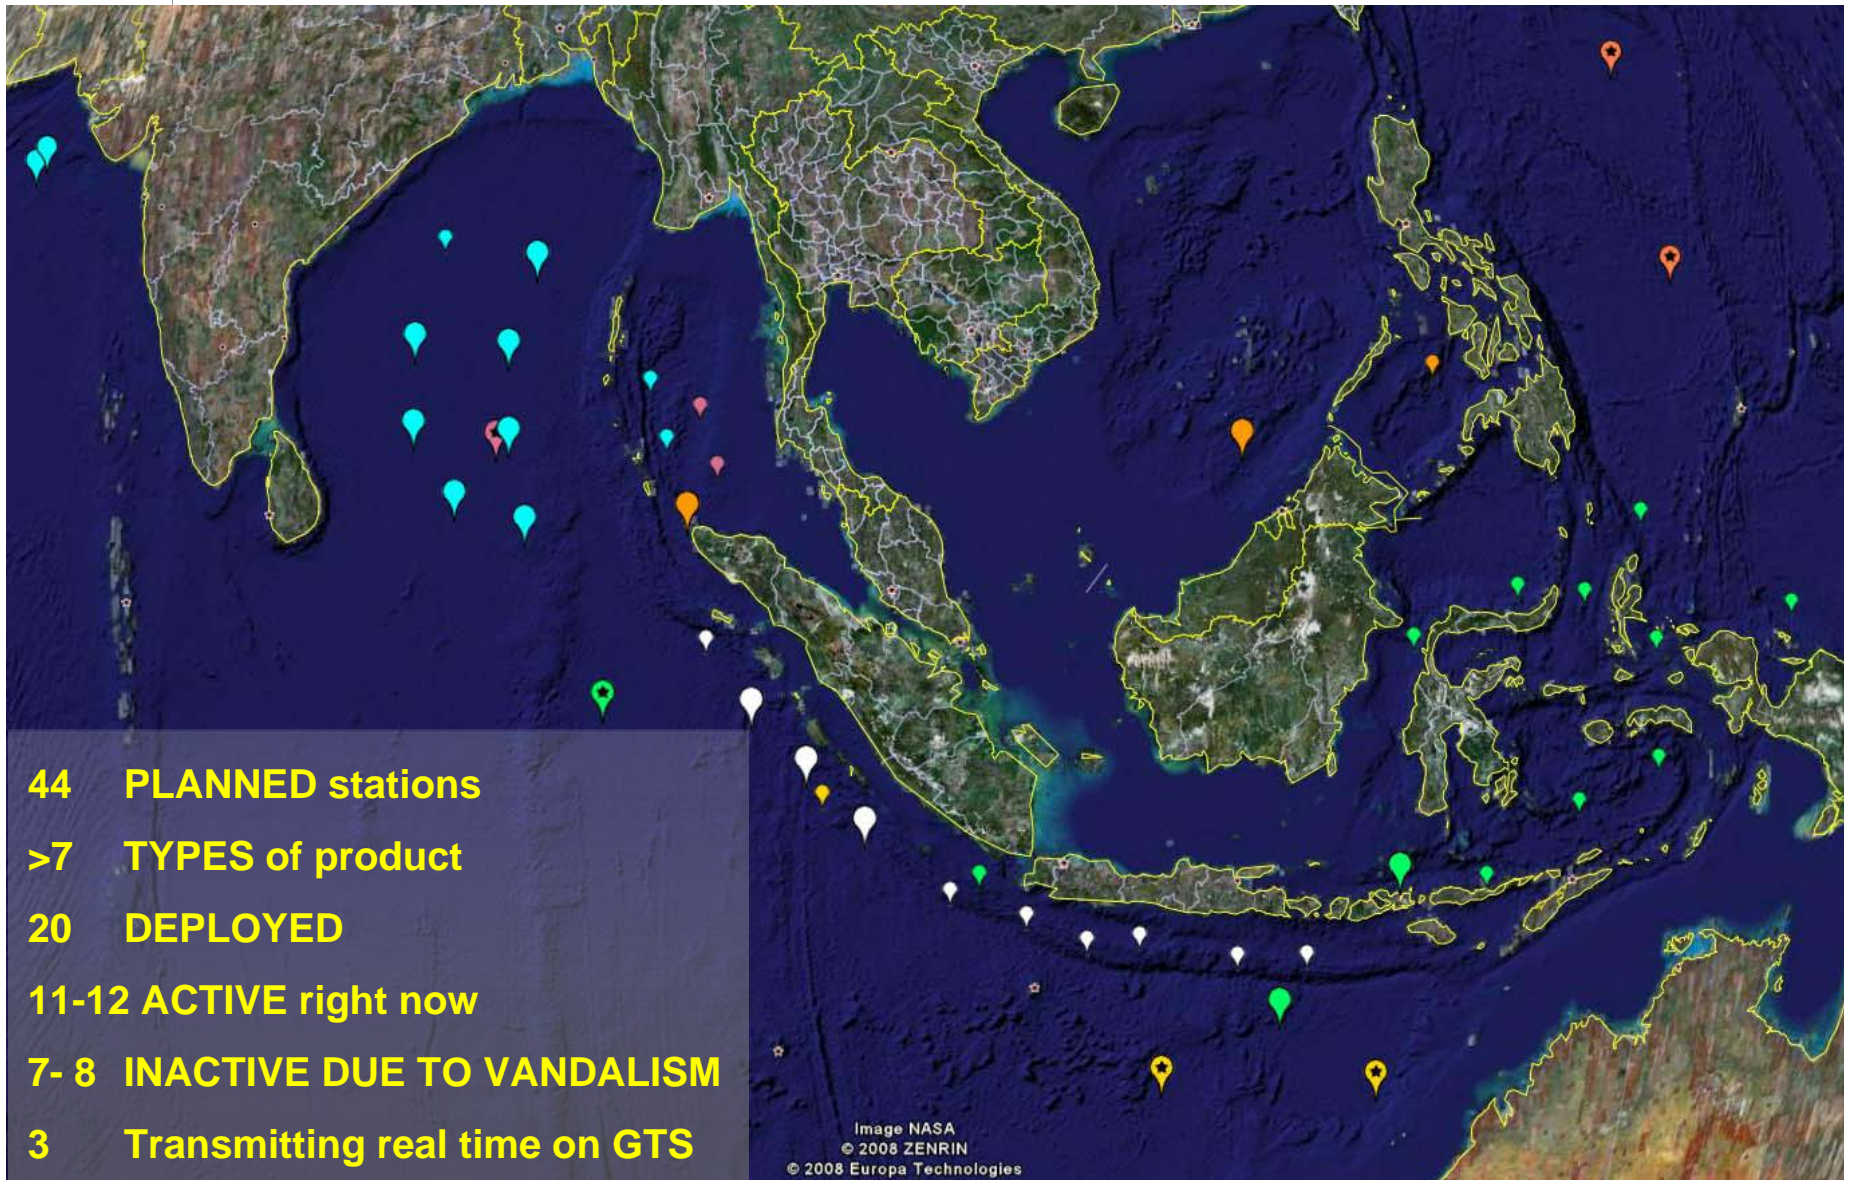 44 PLANNED stations
>7 TYPES of product
20 DEPLOYED
11-12 ACTIVE right now
7- 8 INACTIVE DUE TO VANDALISM
3 Transmitting real time on GTS
Image NASA
© 2008 ZENRIN
© 2008 Europa Technologies